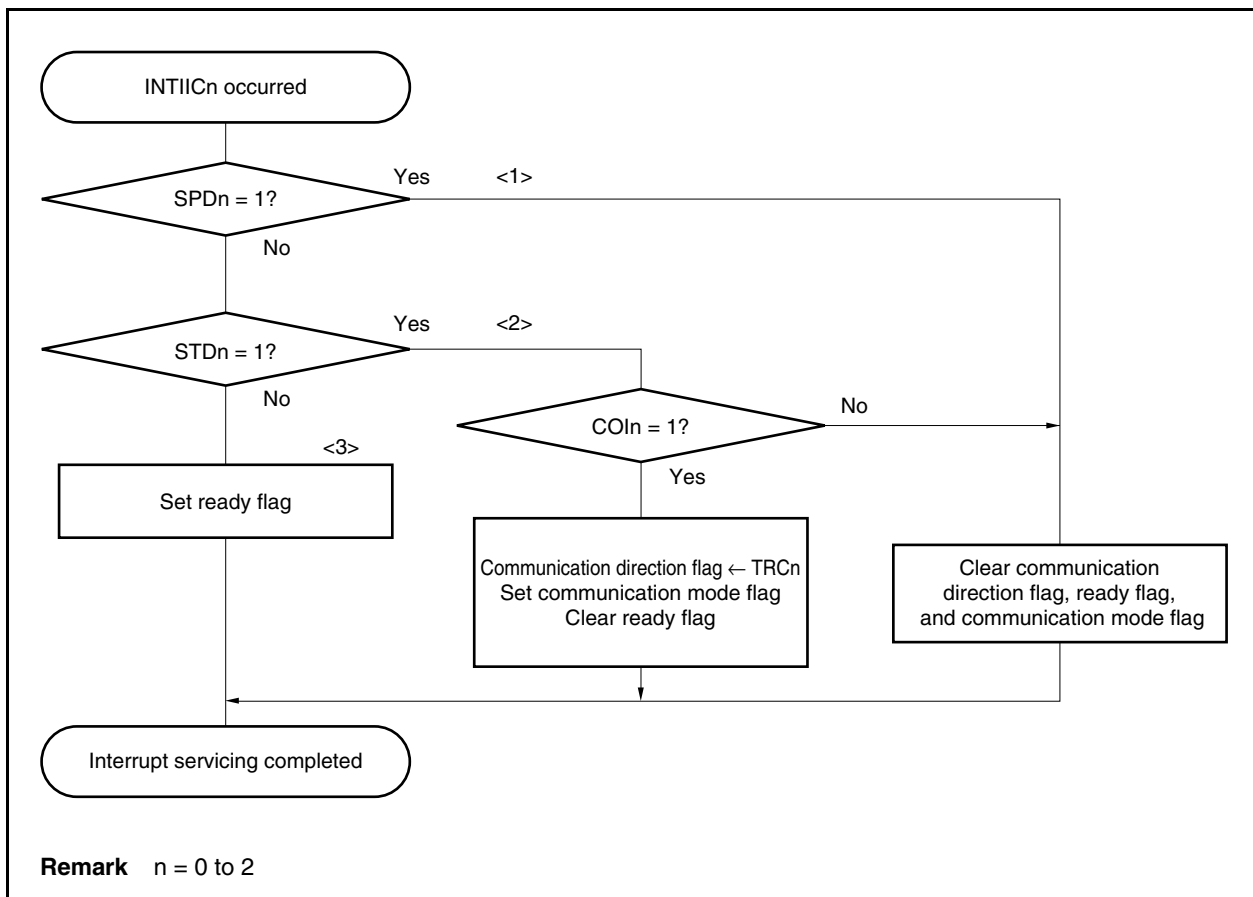 INTIICn occurred
SPDn = 1?
Yes
<1>
No
STDn = 1?
Yes
<2>
No
COIn = 1?
No
Yes
<3>
Set ready flag
Communication direction flag ← TRCn
Set communication mode flag
Clear ready flag
Clear communication
direction flag, ready flag,
and communication mode flag
Interrupt servicing completed
Remark n = 0 to 2